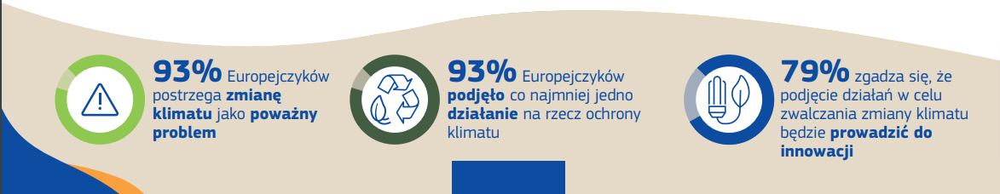 93% Europejczyków
postrzega zmianę
klimatu jako poważny
problem
93% Europejczyków
podjęło co najmniej jedno
działanie na rzecz ochrony
klimatu
79% zgadza się, że
podjęcie działań w celu
zwalczania zmiany klimatu
będzie prowadzić do
innowacji